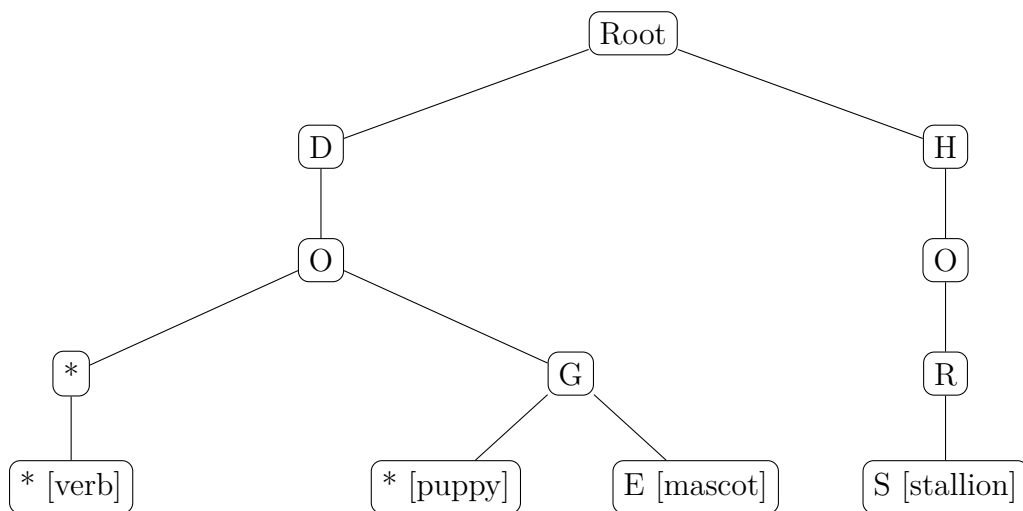 Root
D H
O O
* G R
* [verb] * [puppy] E [mascot] S [stallion]